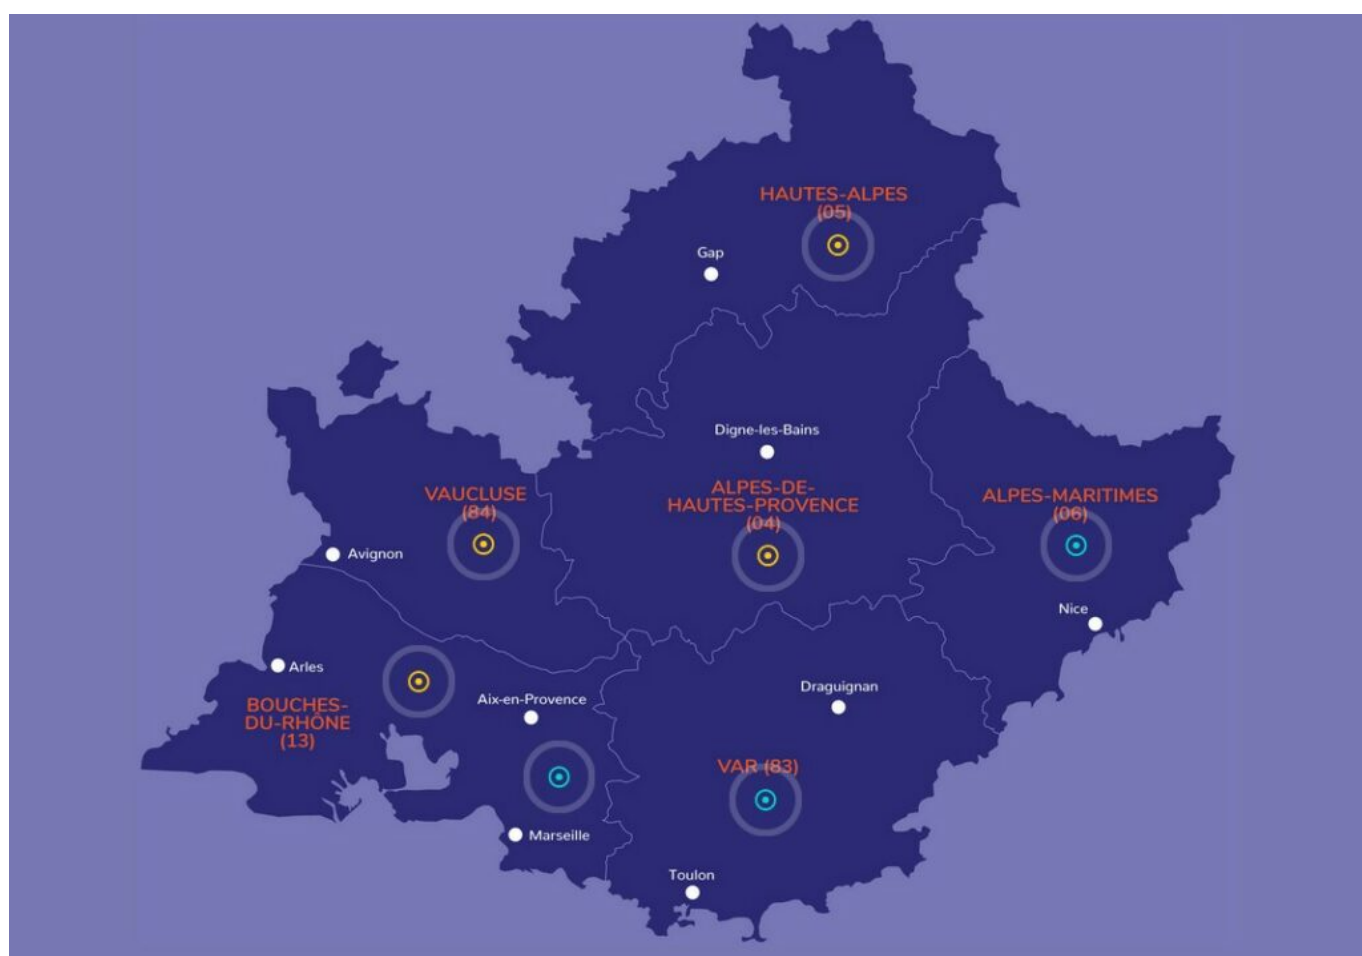 HAUTES-ALPES
(05)
Gap
Digne-les-Bains
ALPES-DE-
HAUTES-PROVENCE
(04)
VAUCLUSE
(84)
Avignon
ALPES-MARITIMES
(06)
Nice
Arles
BOUCHES-
DU-RHÔNE
(13)
Aix-en-Provence
Marseille
Draguignan
VAR (83)
Toulon